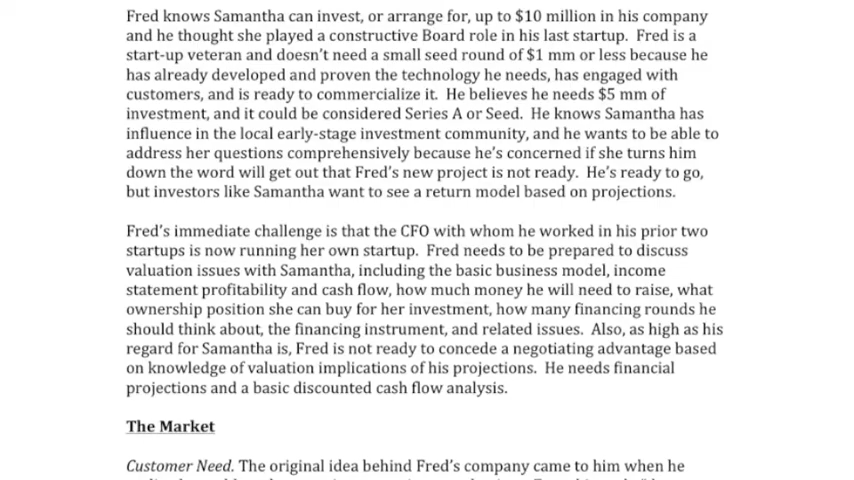 Fred knows Samantha can invest, or arrange for, up to $10 million in his company
and he thought she played a constructive Board role in his last startup. Fred is a
start-up veteran and doesn't need a small seed round of $1 mm or less because he
has already developed and proven the technology he needs, has engaged with
customers, and is ready to commercialize it. He believes he needs $5 mm of
investment, and it could be considered Series A or Seed. He knows Samantha has
influence in the local early-stage investment community, and he wants to be able to
address her questions comprehensively because he's concerned if she turns him
down the word will get out that Fred's new project is not ready. He's ready to go,
but investors like Samantha want to see a return model based on projections.
Fred's immediate challenge is that the CFO with whom he worked in his prior two
startups is now running her own startup. Fred needs to be prepared to discuss
valuation issues with Samantha, including the basic business model, income
statement profitability and cash flow, how much money he will need to raise, what
ownership position she can buy for her investment, how many financing rounds he
should think about, the financing instrument, and related issues. Also, as high as his
regard for Samantha is, Fred is not ready to concede a negotiating advantage based
on knowledge of valuation implications of his projections. He needs financial
projections and a basic discounted cash flow analysis.
The Market
Customer Need. The original idea behind Fred's company came to him when he